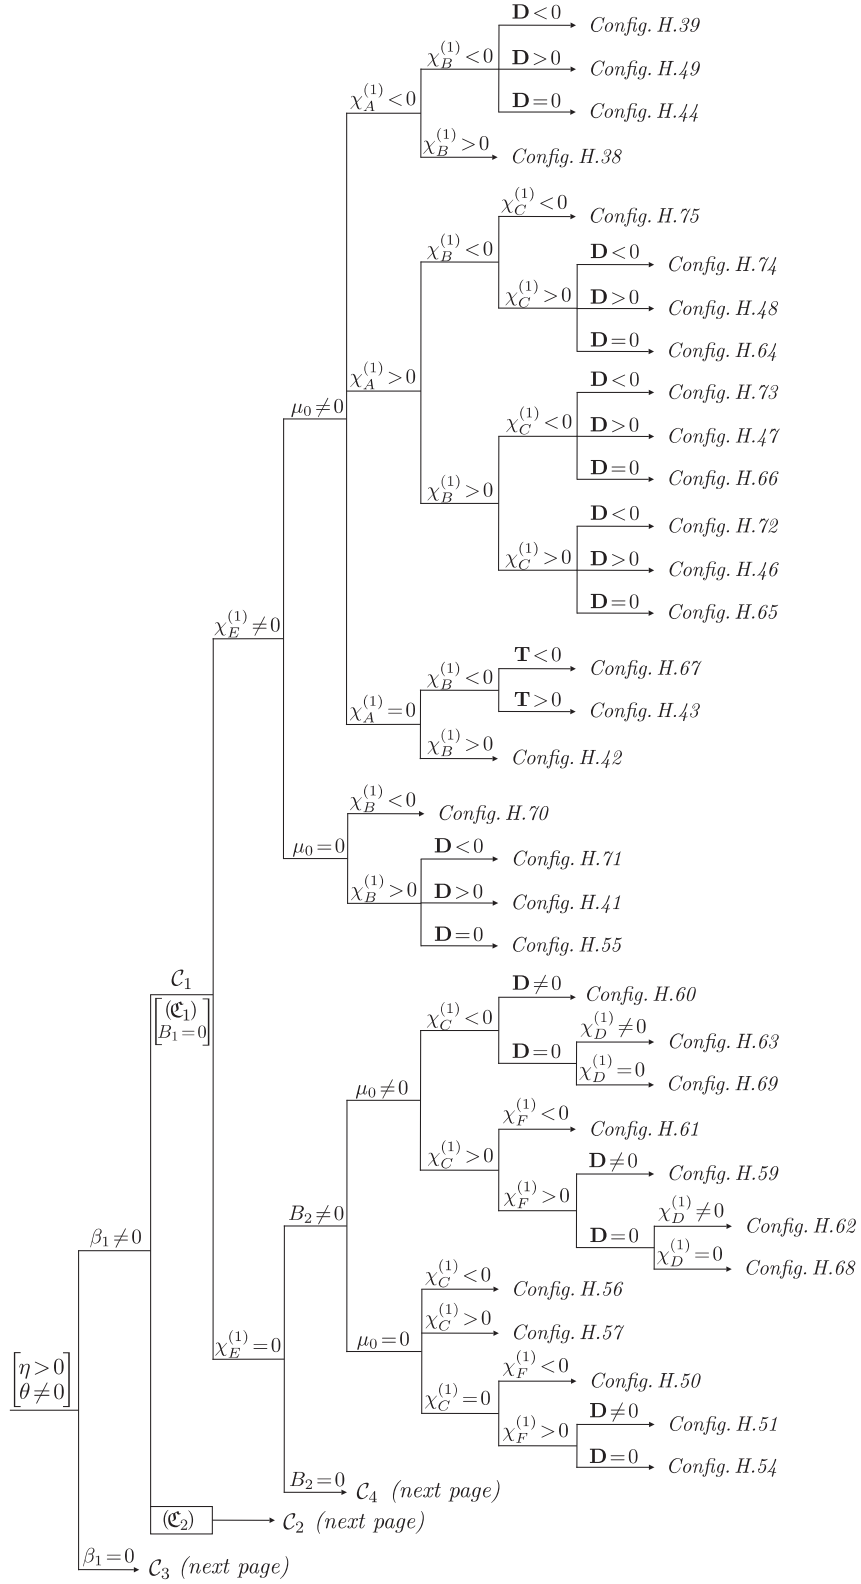 D<0 Config. H.39
χ_B^(1)<0 D>0 Config. H.49
χ_A^(1)<0 D=0 Config. H.44
χ_B^(1)>0 Config. H.38
χ_C^(1)<0 Config. H.75
χ_B^(1)<0 D<0 Config. H.74
χ_C^(1)>0 D>0 Config. H.48
D=0 Config. H.64
χ_A^(1)>0 D<0 Config. H.73
μ_0≠0 χ_C^(1)<0 D>0 Config. H.47
D=0 Config. H.66
χ_B^(1)>0 D<0 Config. H.72
χ_C^(1)>0 D>0 Config. H.46
D=0 Config. H.65
χ_E^(1)≠0 T<0 Config. H.67
χ_B^(1)<0 T>0 Config. H.43
χ_A^(1)=0 χ_B^(1)>0 Config. H.42
χ_B^(1)<0 Config. H.70
μ_0=0 D<0 Config. H.71
χ_B^(1)>0 D>0 Config. H.41
D=0 Config. H.55
C_1 D≠0 Config. H.60
[(ℭ_1) B_1=0] χ_C^(1)<0 χ_D^(1)≠0 Config. H.63
D=0 χ_D^(1)=0 Config. H.69
μ_0≠0 χ_F^(1)<0 Config. H.61
χ_C^(1)>0 D≠0 Config. H.59
χ_F^(1)>0 χ_D^(1)≠0 Config. H.62
β_1≠0 B_2≠0 D=0 χ_D^(1)=0 Config. H.68
χ_C^(1)<0 Config. H.56
χ_E^(1)=0 μ_0=0 χ_C^(1)>0 Config. H.57
[η>0 θ≠0] χ_F^(1)<0 Config. H.50
χ_C^(1)=0 D≠0 Config. H.51
χ_F^(1)>0 D=0 Config. H.54
B_2=0 C_4 (next page)
(ℭ_2) C_2 (next page)
β_1=0 C_3 (next page)